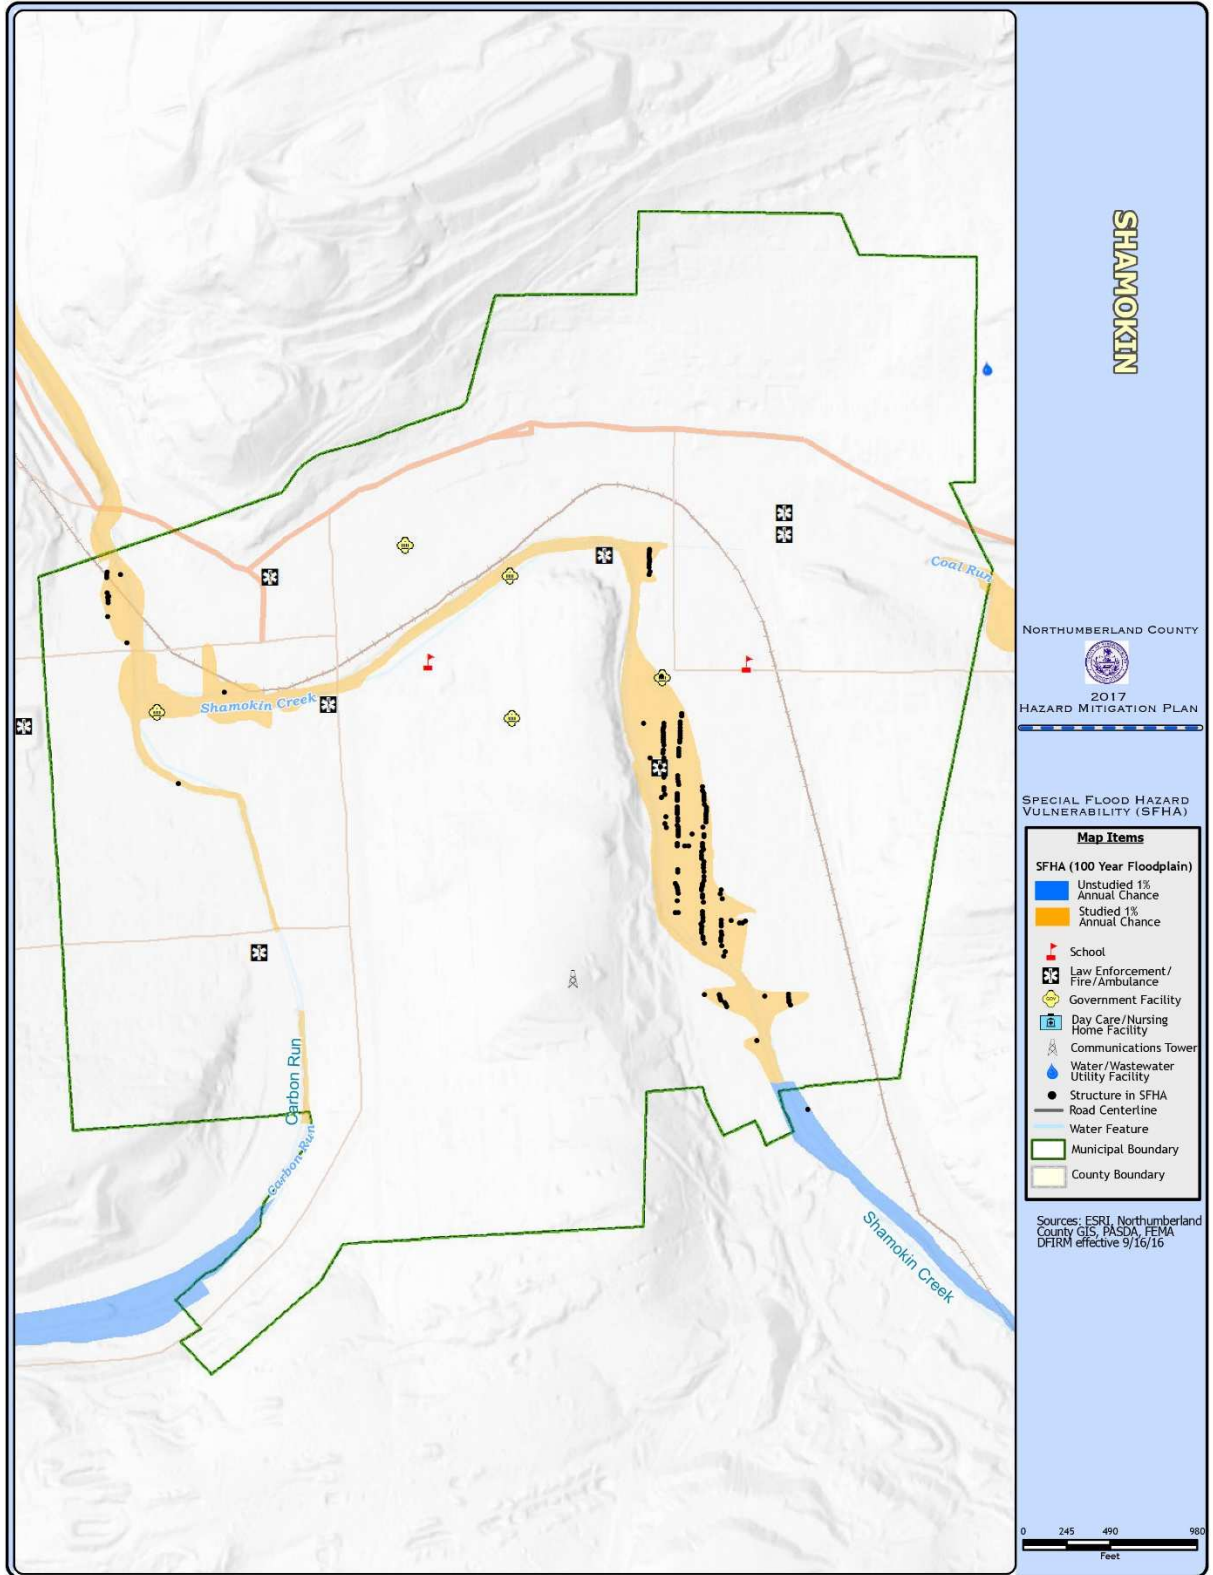 SHAMOKIN
Coal Run
Shamokin Creek
Carbon Run
Carbon Run
Shamokin Creek
NORTHUMBERLAND COUNTY
2017
HAZARD MITIGATION PLAN
SPECIAL FLOOD HAZARD
VULNERABILITY (SFHA)
Map Items
SFHA (100 Year Floodplain)
Unstudied 1%
Annual Chance
Studied 1%
Annual Chance
School
Law Enforcement/
Fire/Ambulance
GOV
Government Facility
Day Care/Nursing
Home Facility
Communications Tower
Water/Wastewater
Utility Facility
Structure in SFHA
Road Centerline
Water Feature
Municipal Boundary
County Boundary
Sources: ESRI, Northumberland
County GIS, PASDA, FEMA
DFIRM effective 9/16/16
0 245 490 980
Feet